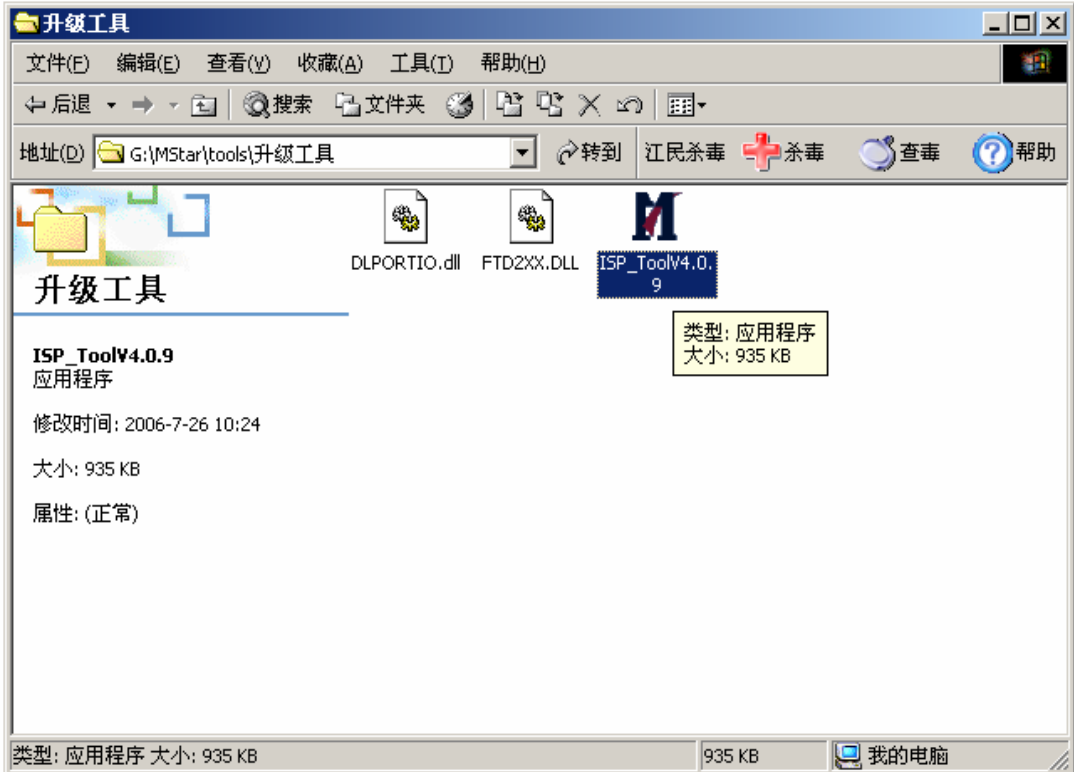 升级工具
文件(F) 编辑(E) 查看(V) 收藏(A) 工具(T) 帮助(H)
后退 搜索 文件夹
地址(D) G:\MStar\tools\升级工具 转到 江民杀毒 杀毒 查毒 帮助
升级工具
DLPORTIO.dll FTD2XX.DLL ISP_ToolV4.0.
9
类型: 应用程序
大小: 935 KB
ISP_ToolV4.0.9
应用程序
修改时间: 2006-7-26 10:24
大小: 935 KB
属性: (正常)
类型: 应用程序 大小: 935 KB 935 KB 我的电脑